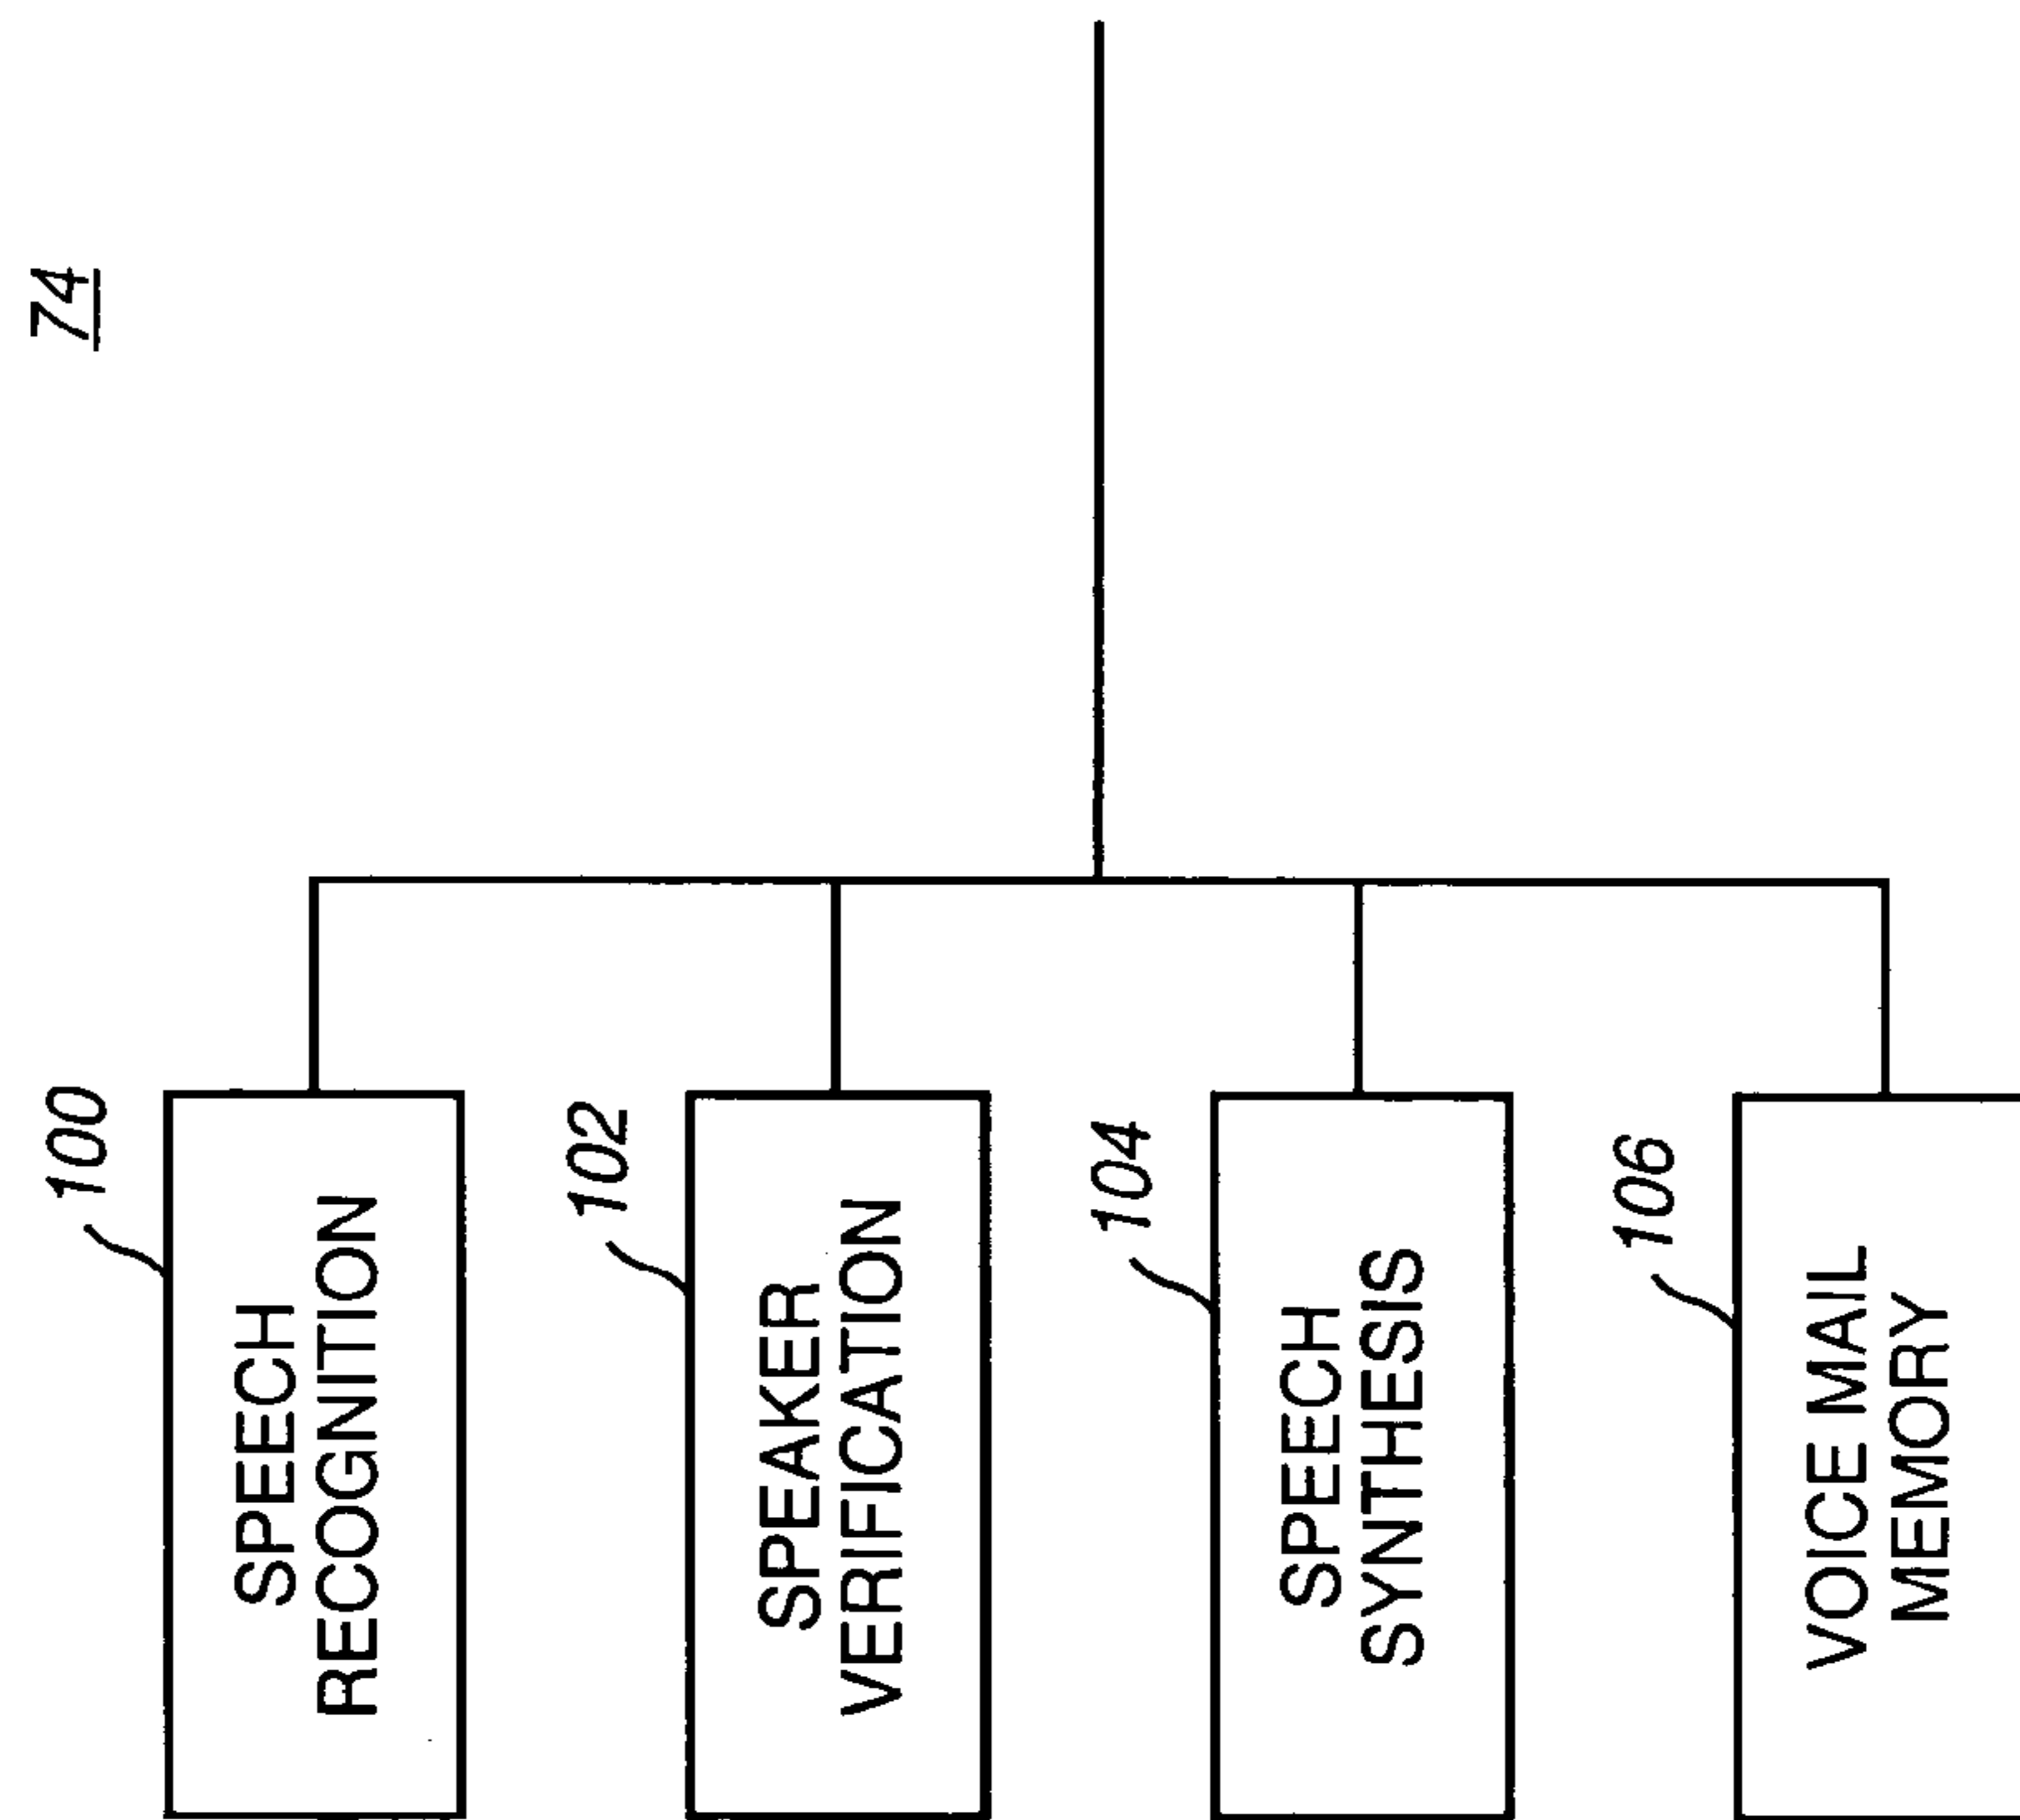 74
100
SPEECH
RECOGNITION
102
SPEAKER
VERIFICATION
104
SPEECH
SYNTHESIS
106
VOICE MAIL
MEMORY